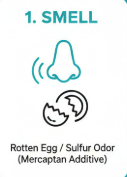 1. SMELL
Rotten Egg / Sulfur Odor
(Mercaptan Additive)